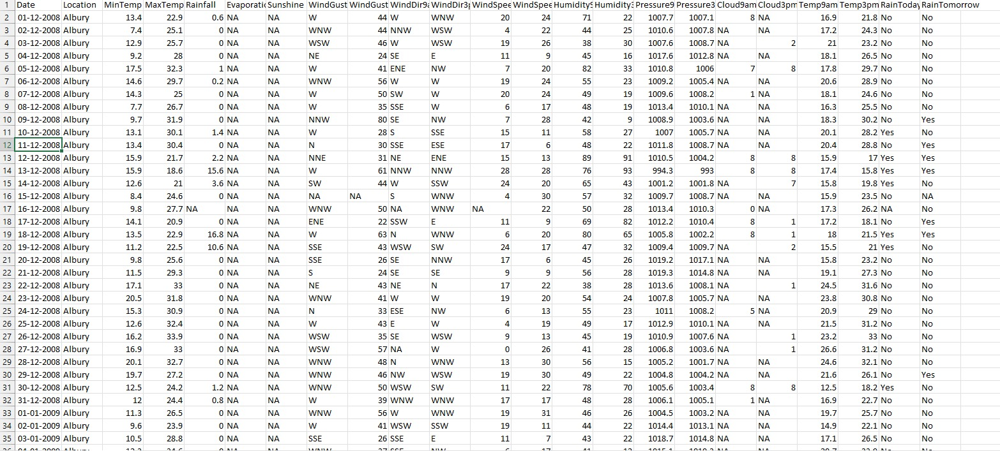 1 Date Location MinTemp MaxTemp Rainfall Evaporatic Sunshine WindGust WindGust WindDir9a WindDir3p WindSpee WindSpee Humidity9 Humidity3 Pressure9 Pressure3 Cloud9am Cloud3pm Temp9am Temp3pm RainToday RainTomorrow
2 01-12-2008 Albury 13.4 22.9 0.6 NA NA W 44 W WNW 20 24 71 22 1007.7 1007.1 8 NA 16.9 21.8 No No
3 02-12-2008 Albury 7.4 25.1 0 NA NA WNW 44 NNW WSW 4 22 44 25 1010.6 1007.8 NA NA 17.2 24.3 No No
4 03-12-2008 Albury 12.9 25.7 0 NA NA WSW 46 W WSW 19 26 38 30 1007.6 1008.7 NA 2 21 23.2 No No
5 04-12-2008 Albury 9.2 28 0 NA NA NE 24 SE E 11 9 45 16 1017.6 1012.8 NA NA 18.1 26.5 No No
6 05-12-2008 Albury 17.5 32.3 1 NA NA W 41 ENE NW 7 20 82 33 1010.8 1006 7 8 17.8 29.7 No No
7 06-12-2008 Albury 14.6 29.7 0.2 NA NA WNW 56 W W 19 24 55 23 1009.2 1005.4 NA NA 20.6 28.9 No No
8 07-12-2008 Albury 14.3 25 0 NA NA W 50 SW W 20 24 49 19 1009.6 1008.2 1 NA 18.1 24.6 No No
9 08-12-2008 Albury 7.7 26.7 0 NA NA W 35 SSE W 6 17 48 19 1013.4 1010.1 NA NA 16.3 25.5 No No
10 09-12-2008 Albury 9.7 31.9 0 NA NA NNW 80 SE NW 7 28 42 9 1008.9 1003.6 NA NA 18.3 30.2 No Yes
11 10-12-2008 Albury 13.1 30.1 1.4 NA NA W 28 S SSE 15 11 58 27 1007 1005.7 NA NA 20.1 28.2 Yes No
12 11-12-2008 Albury 13.4 30.4 0 NA NA N 30 SSE ESE 17 6 48 22 1011.8 1008.7 NA NA 20.4 28.8 No Yes
13 12-12-2008 Albury 15.9 21.7 2.2 NA NA NNE 31 NE ENE 15 13 89 91 1010.5 1004.2 8 8 15.9 17 Yes Yes
14 13-12-2008 Albury 15.9 18.6 15.6 NA NA W 61 NNW NNW 28 28 76 93 994.3 993 8 8 17.4 15.8 Yes Yes
15 14-12-2008 Albury 12.6 21 3.6 NA NA SW 44 W SSW 24 20 65 43 1001.2 1001.8 NA 7 15.8 19.8 Yes No
16 15-12-2008 Albury 8.4 24.6 0 NA NA NA NA S WNW 4 30 57 32 1009.7 1008.7 NA NA 15.9 23.5 No NA
17 16-12-2008 Albury 9.8 27.7 NA NA NA WNW 50 NA WNW NA 22 50 28 1013.4 1010.3 0 NA 17.3 26.2 NA No
18 17-12-2008 Albury 14.1 20.9 0 NA NA ENE 22 SSW E 11 9 69 82 1012.2 1010.4 8 1 17.2 18.1 No Yes
19 18-12-2008 Albury 13.5 22.9 16.8 NA NA W 63 N WNW 6 20 80 65 1005.8 1002.2 8 1 18 21.5 Yes Yes
20 19-12-2008 Albury 11.2 22.5 10.6 NA NA SSE 43 WSW SW 24 17 47 32 1009.4 1009.7 NA 2 15.5 21 Yes No
21 20-12-2008 Albury 9.8 25.6 0 NA NA SSE 26 SE NNW 17 6 45 26 1019.2 1017.1 NA NA 15.8 23.2 No No
22 21-12-2008 Albury 11.5 29.3 0 NA NA S 24 SE SE 9 9 56 28 1019.3 1014.8 NA NA 19.1 27.3 No No
23 22-12-2008 Albury 17.1 33 0 NA NA NE 43 NE N 17 22 38 28 1013.6 1008.1 NA 1 24.5 31.6 No No
24 23-12-2008 Albury 20.5 31.8 0 NA NA WNW 41 W W 19 20 54 24 1007.8 1005.7 NA NA 23.8 30.8 No No
25 24-12-2008 Albury 15.3 30.9 0 NA NA N 33 ESE NW 6 13 55 23 1011 1008.2 5 NA 20.9 29 No No
26 25-12-2008 Albury 12.6 32.4 0 NA NA W 43 E W 4 19 49 17 1012.9 1010.1 NA NA 21.5 31.2 No No
27 26-12-2008 Albury 16.2 33.9 0 NA NA WSW 35 SE WSW 9 13 45 19 1010.9 1007.6 NA 1 23.2 33 No No
28 27-12-2008 Albury 16.9 33 0 NA NA WSW 57 NA W 0 26 41 28 1006.8 1003.6 NA 1 26.6 31.2 No No
29 28-12-2008 Albury 20.1 32.7 0 NA NA WNW 48 N WNW 13 30 56 15 1005.2 1001.7 NA NA 24.6 32.1 No No
30 29-12-2008 Albury 19.7 27.2 0 NA NA WNW 46 NW WSW 19 30 49 22 1004.8 1004.2 NA NA 21.6 26.1 No Yes
31 30-12-2008 Albury 12.5 24.2 1.2 NA NA WNW 50 WSW SW 11 22 78 70 1005.6 1003.4 8 8 12.5 18.2 Yes No
32 31-12-2008 Albury 12 24.4 0.8 NA NA W 39 WNW WNW 17 17 48 28 1006.1 1005.1 1 NA 16.9 22.7 No No
33 01-01-2009 Albury 11.3 26.5 0 NA NA WNW 56 W WNW 19 31 46 26 1004.5 1003.2 NA NA 19.7 25.7 No No
34 02-01-2009 Albury 9.6 23.9 0 NA NA W 41 WSW SSW 19 11 44 22 1014.4 1013.1 NA NA 14.9 22.1 No No
35 03-01-2009 Albury 10.5 28.8 0 NA NA SSE 26 SSE E 11 7 43 22 1018.7 1014.8 NA NA 17.1 26.5 No No